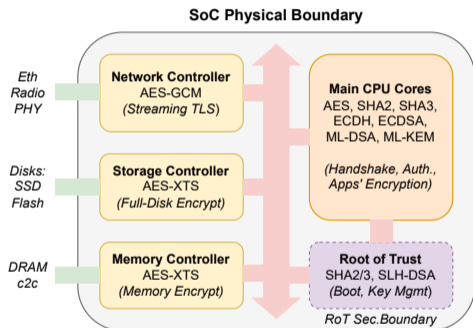 SoC Physical Boundary
Eth
Radio
PHY
Network Controller
AES-GCM
(Streaming TLS)
Disks:
SSD
Flash
Storage Controller
AES-XTS
(Full-Disk Encrypt)
DRAM
c2c
Memory Controller
AES-XTS
(Memory Encrypt)
Main CPU Cores
AES, SHA2, SHA3,
ECDH, ECDSA,
ML-DSA, ML-KEM
(Handshake, Auth.,
Apps' Encryption)
Root of Trust
SHA2/3, SLH-DSA
(Boot, Key Mgmt)
RoT Sec.Boundary